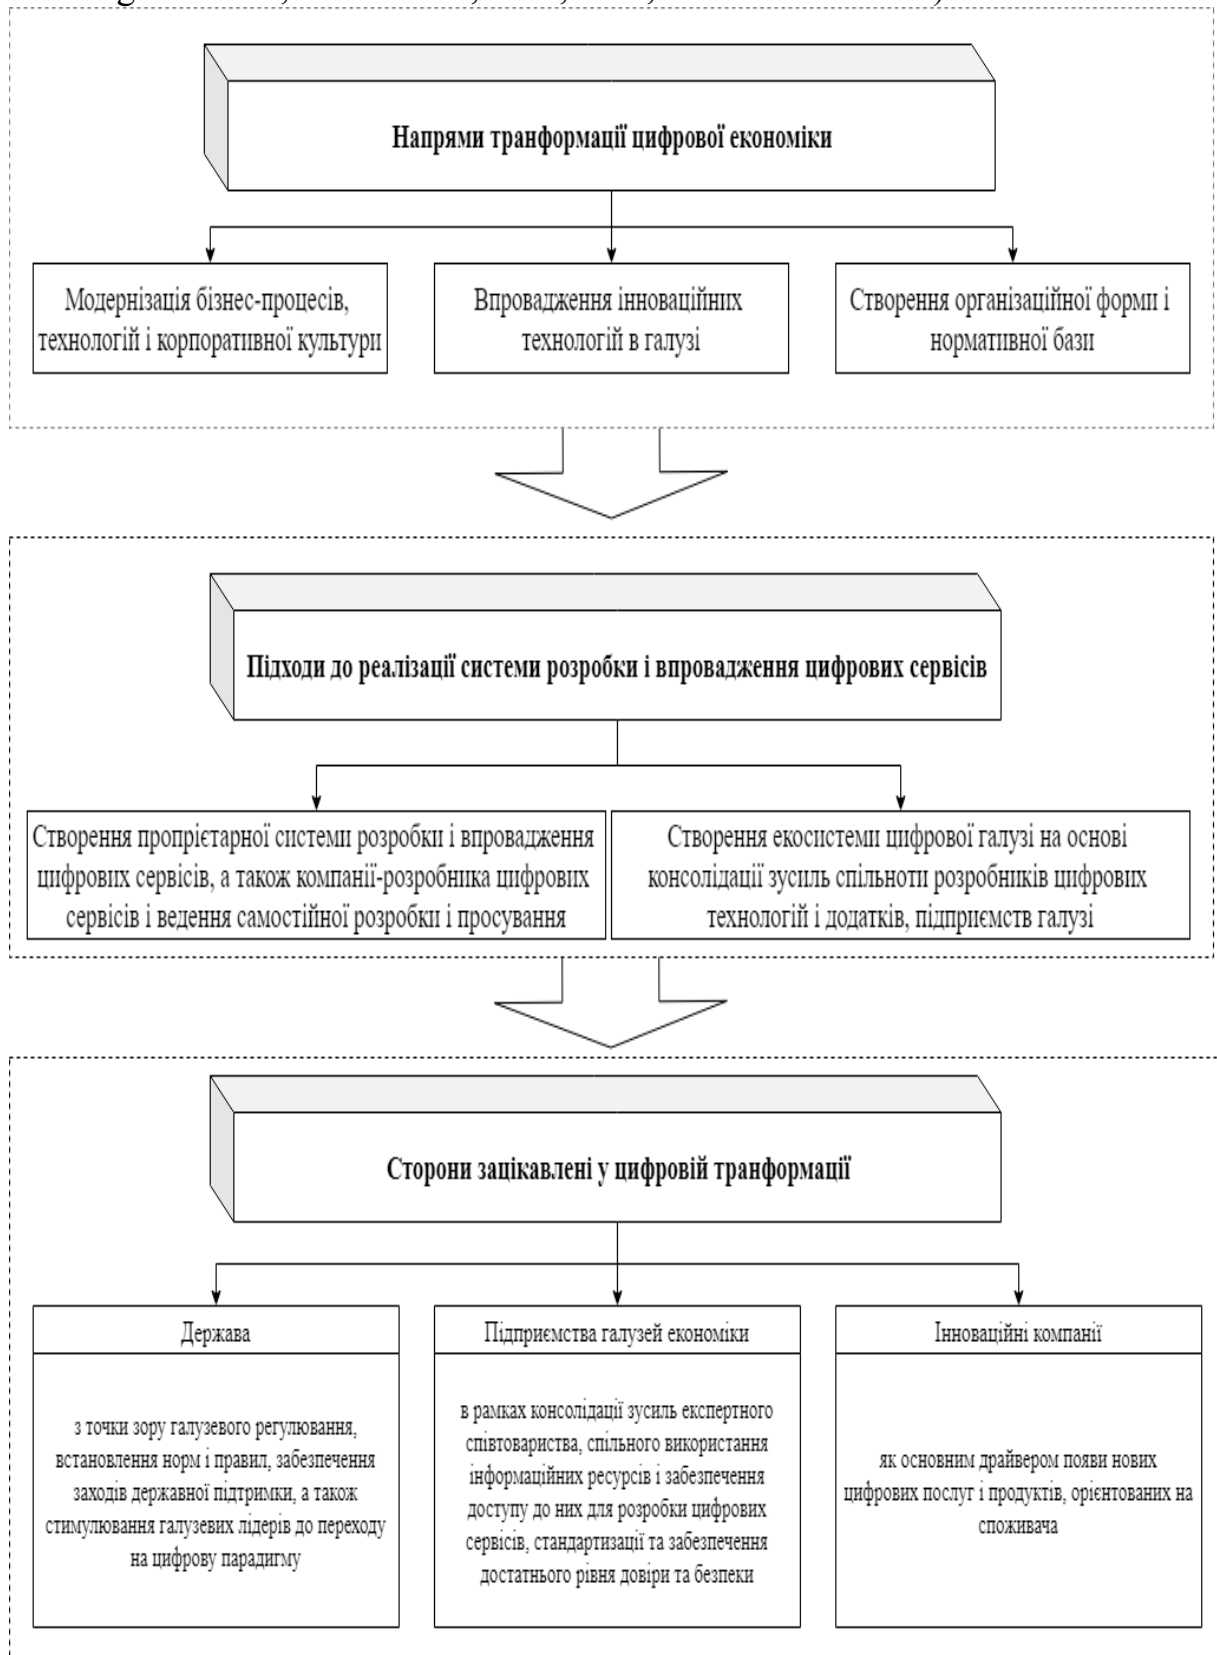 Напрями транформації цифрової економіки
Модернізація бізнес-процесів,
технологій і корпоративної культури
Впровадження інноваційних
технологій в галузі
Створення організаційної форми і
нормативної бази
Підходи до реалізації системи розробки і впровадження цифрових сервісів
Створення пропрієтарної системи розробки і впровадження
цифрових сервісів, а також компанії-розробника цифрових
сервісів і ведення самостійної розробки і просування
Створення екосистеми цифрової галузі на основі
консолідації зусиль спільноти розробників цифрових
технологій і додатків, підприємств галузі
Сторони зацікавлені у цифровій транформації
Держава
з точки зору галузевого регулювання,
встановлення норм і правил, забезпечення
заходів державної підтримки, а також
стимулювання галузевих лідерів до переходу
на цифрову парадигму
Підприємства галузей економіки
в рамках консолідації зусиль експертного
співтовариства, спільного використання
інформаційних ресурсів і забезпечення
доступу до них для розробки цифрових
сервісів, стандартизації та забезпечення
достатнього рівня довіри та безпеки
Інноваційні компанії
як основним драйвером появи нових
цифрових послуг і продуктів, орієнтованих на
споживача